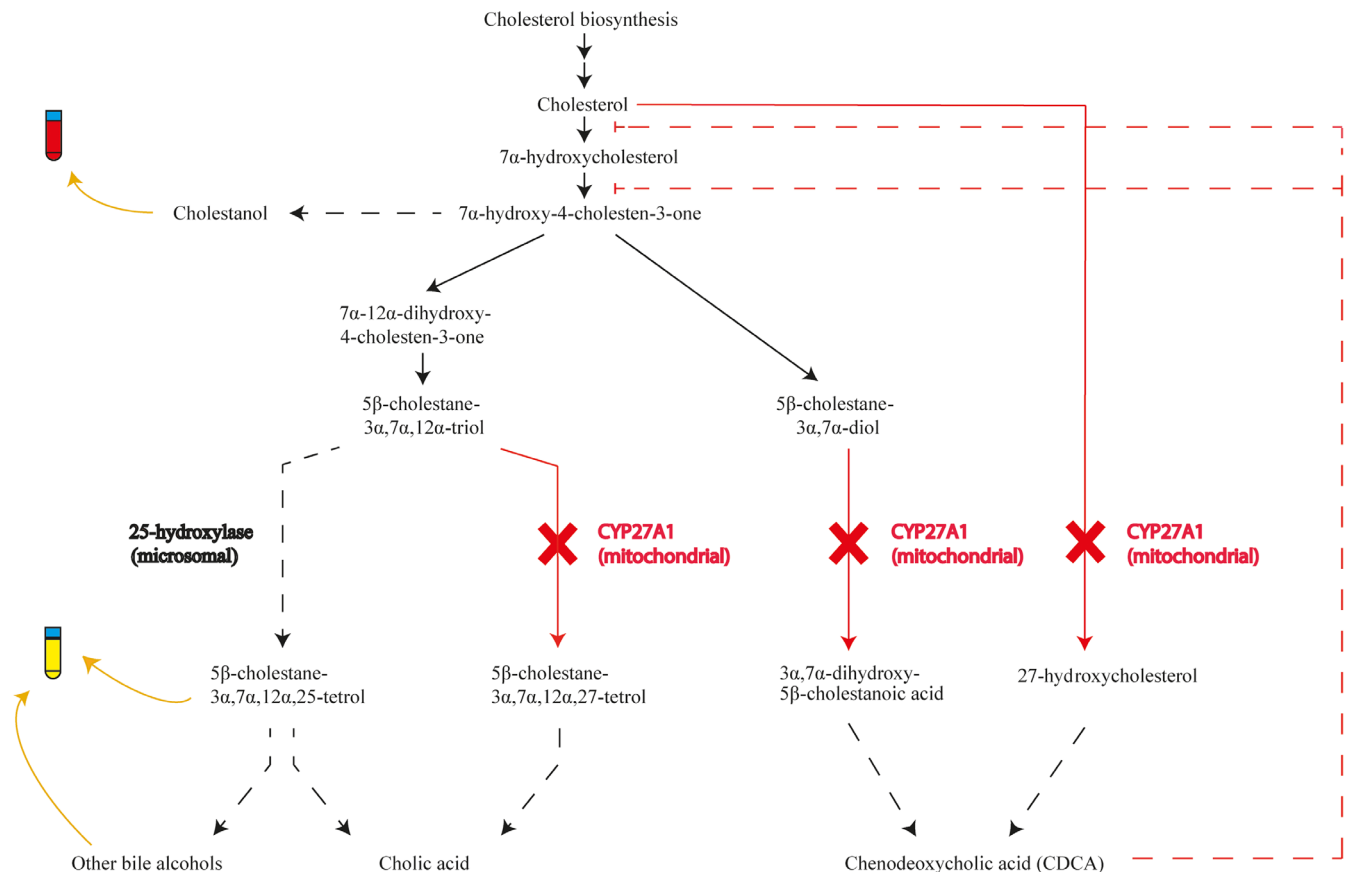 Cholesterol biosynthesis
Cholesterol
7α-hydroxycholesterol
Cholestanol
7α-hydroxy-4-cholesten-3-one
7α-12α-dihydroxy-
4-cholesten-3-one
5β-cholestane-
3α,7α,12α-triol
5β-cholestane-
3α,7α-diol
25-hydroxylase
(microsomal)
CYP27A1
(mitochondrial)
CYP27A1
(mitochondrial)
CYP27A1
(mitochondrial)
5β-cholestane-
3α,7α,12α,25-tetrol
5β-cholestane-
3α,7α,12α,27-tetrol
3α,7α-dihydroxy-
5β-cholestanoic acid
27-hydroxycholesterol
Other bile alcohols
Cholic acid
Chenodeoxycholic acid (CDCA)